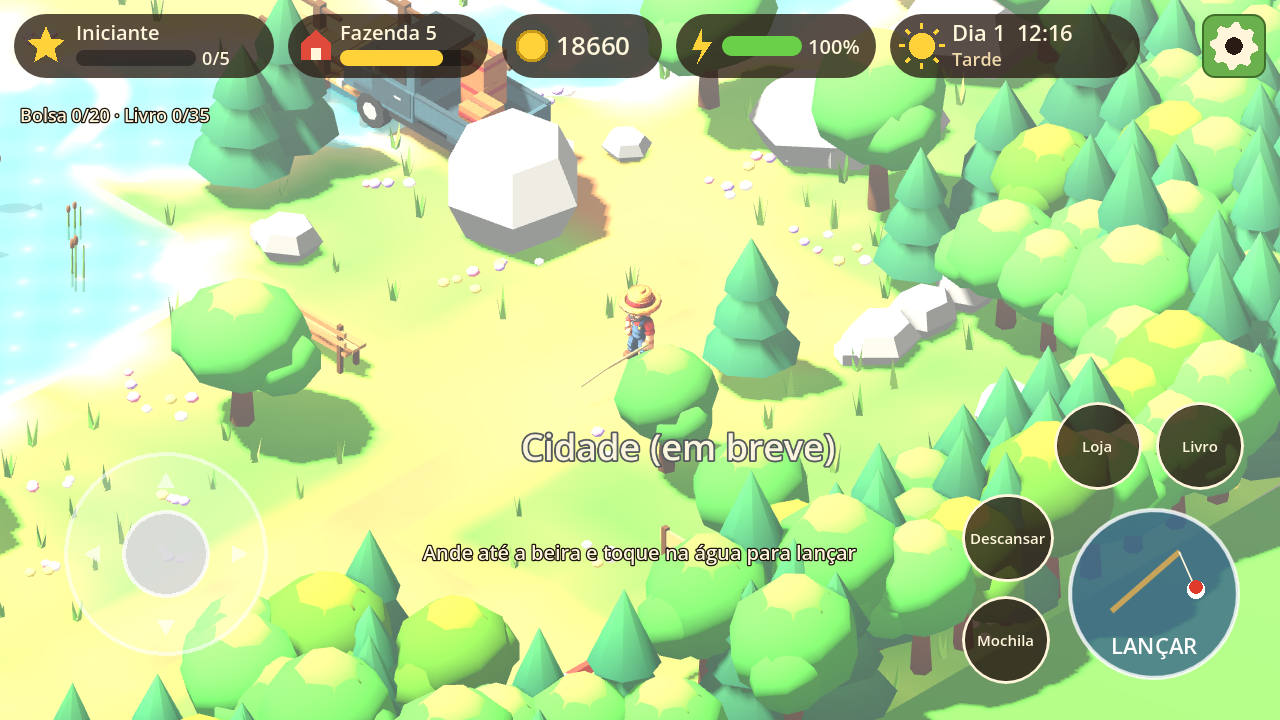 Iniciante
0/5
Fazenda 5
18660
100%
Dia 1 12:16
Tarde
Bolsa 0/20 · Livro 0/35
Cidade (em breve)
Loja
Livro
Descansar
Ande até a beira e toque na água para lançar
Mochila
LANÇAR